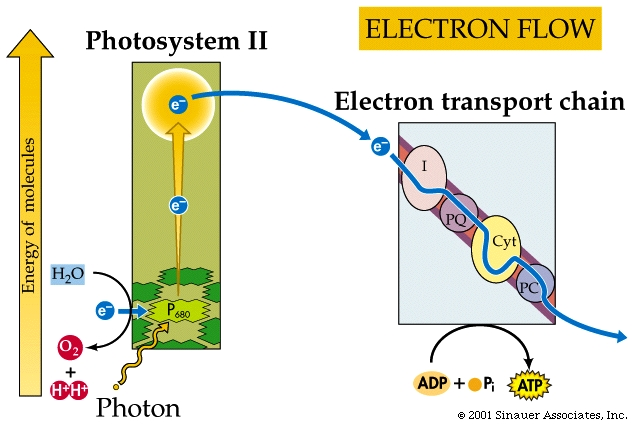 ELECTRON FLOW
Photosystem II
Electron transport chain
Energy of molecules
e⁻
e⁻
e⁻
I
PQ
Cyt
PC
H₂O
e⁻
P₆₈₀
O₂
+
H⁺H⁺
Photon
ADP + Pᵢ ATP
© 2001 Sinauer Associates, Inc.